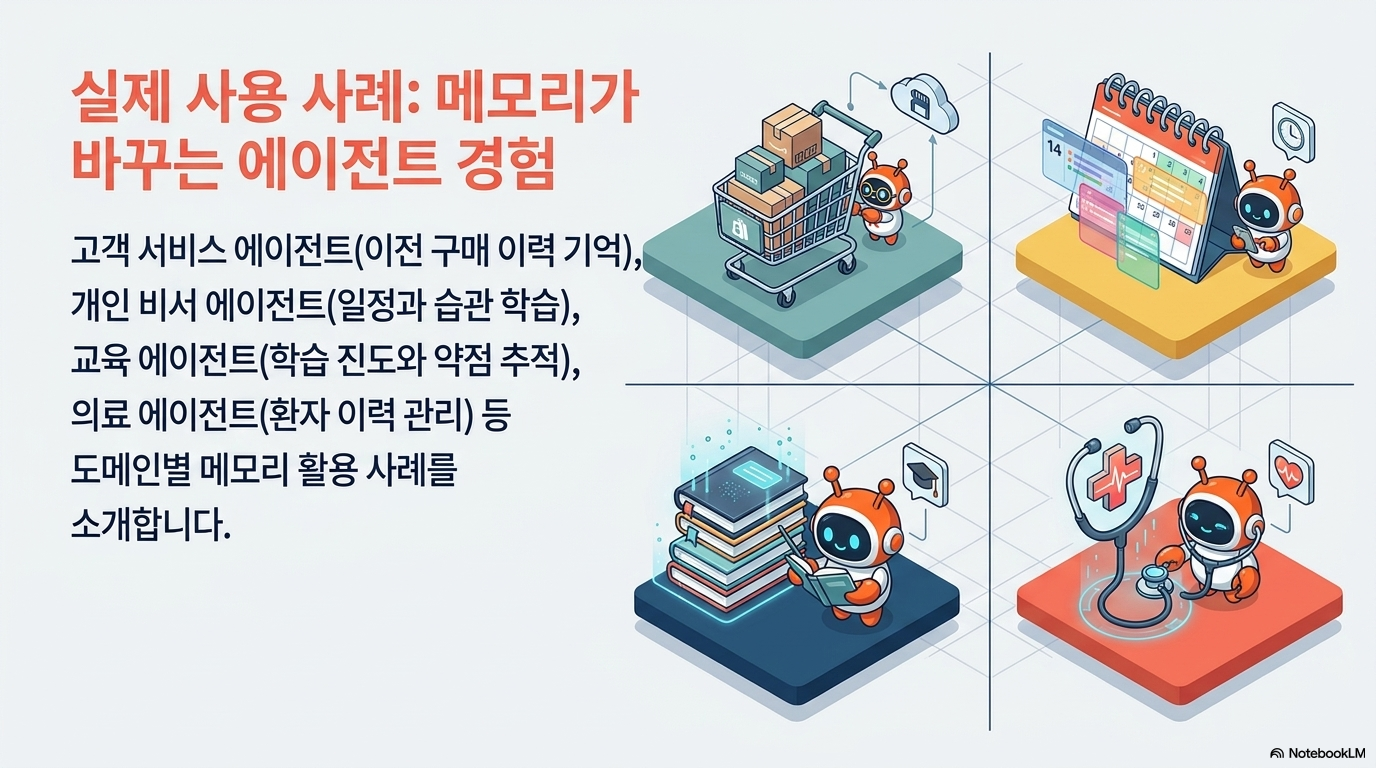 실제 사용 사례: 메모리가
바꾸는 에이전트 경험
고객 서비스 에이전트(이전 구매 이력 기억),
개인 비서 에이전트(일정과 습관 학습),
교육 에이전트(학습 진도와 약점 추적),
의료 에이전트(환자 이력 관리) 등
도메인별 메모리 활용 사례를
소개합니다.
14
NotebookLM